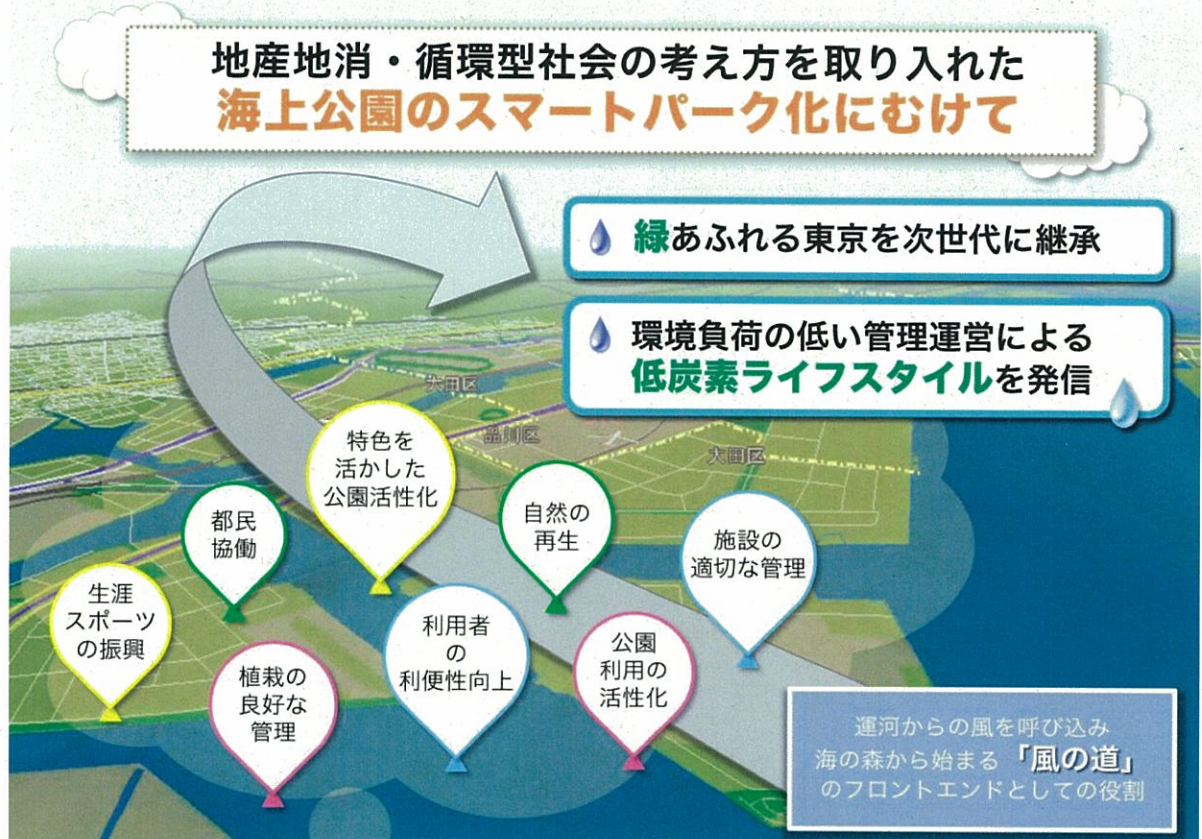 地産地消・循環型社会の考え方を取り入れた
海上公園のスマートパーク化にむけて
緑あふれる東京を次世代に継承
環境負荷の低い管理運営による
低炭素ライフスタイルを発信
大田区
品川区
大田区
特色を
活かした
公園活性化
都民
協働
自然の
再生
施設の
適切な管理
生涯
スポーツ
の振興
植栽の
良好な
管理
利用者
の
利便性向上
公園
利用の
活性化
運河からの風を呼び込み
海の森から始まる「風の道」
のフロントエンドとしての役割